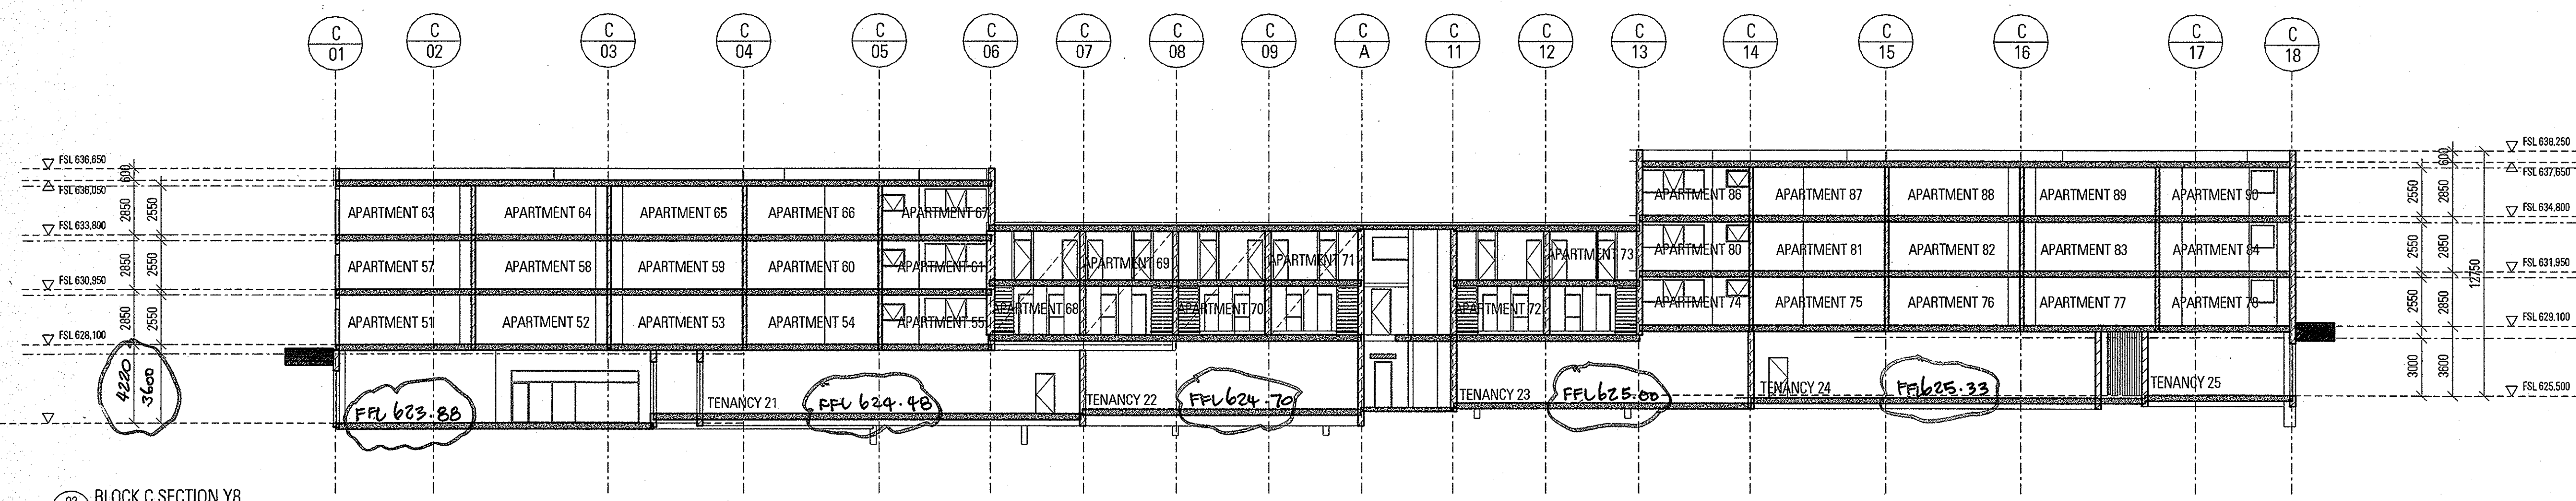 C C C C C C C C C C C C C C C C C C
01 02 03 04 05 06 07 08 09 A 11 12 13 14 15 16 17 18
FSL 638,250
600
FSL 637,650
2550 2850
FSL 634,800
2550 2850
FSL 631,950
2550 2850
FSL 629,100
3000 3600
FSL 625,500
12750
FSL 636,650
600
FSL 636,050
2850 2550
FSL 633,800
2850 2550
FSL 630,950
2850 2550
FSL 628,100
4220 3600
APARTMENT 63 APARTMENT 64 APARTMENT 65 APARTMENT 66 APARTMENT 67
APARTMENT 57 APARTMENT 58 APARTMENT 59 APARTMENT 60 APARTMENT 61
APARTMENT 51 APARTMENT 52 APARTMENT 53 APARTMENT 54 APARTMENT 55
APARTMENT 69 APARTMENT 71 APARTMENT 73
APARTMENT 68 APARTMENT 70 APARTMENT 72
APARTMENT 86 APARTMENT 87 APARTMENT 88 APARTMENT 89 APARTMENT 90
APARTMENT 80 APARTMENT 81 APARTMENT 82 APARTMENT 83 APARTMENT 84
APARTMENT 74 APARTMENT 75 APARTMENT 76 APARTMENT 77 APARTMENT 78
TENANCY 21 TENANCY 22 TENANCY 23 TENANCY 24 TENANCY 25
FFL 623.88 FFL 624.48 FFL 624.70 FFL 625.00 FFL 625.33
BLOCK C SECTION Y8